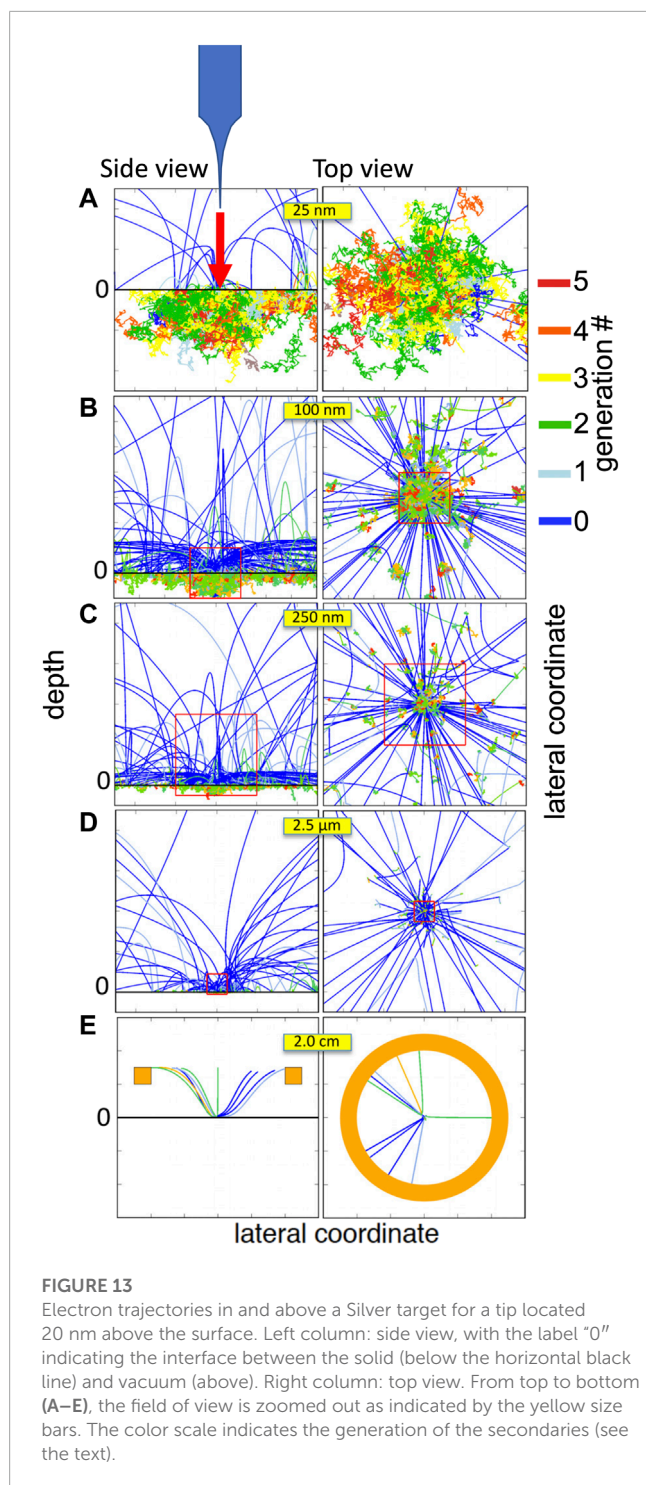 Side view
Top view
A
25 nm
0
5
4
3
2
1
0
generation #
B
100 nm
0
C
250 nm
0
depth
lateral coordinate
D
2.5 µm
0
E
2.0 cm
0
lateral coordinate
FIGURE 13
Electron trajectories in and above a Silver target for a tip located
20 nm above the surface. Left column: side view, with the label “0″
indicating the interface between the solid (below the horizontal black
line) and vacuum (above). Right column: top view. From top to bottom
(A–E), the field of view is zoomed out as indicated by the yellow size
bars. The color scale indicates the generation of the secondaries (see
the text).